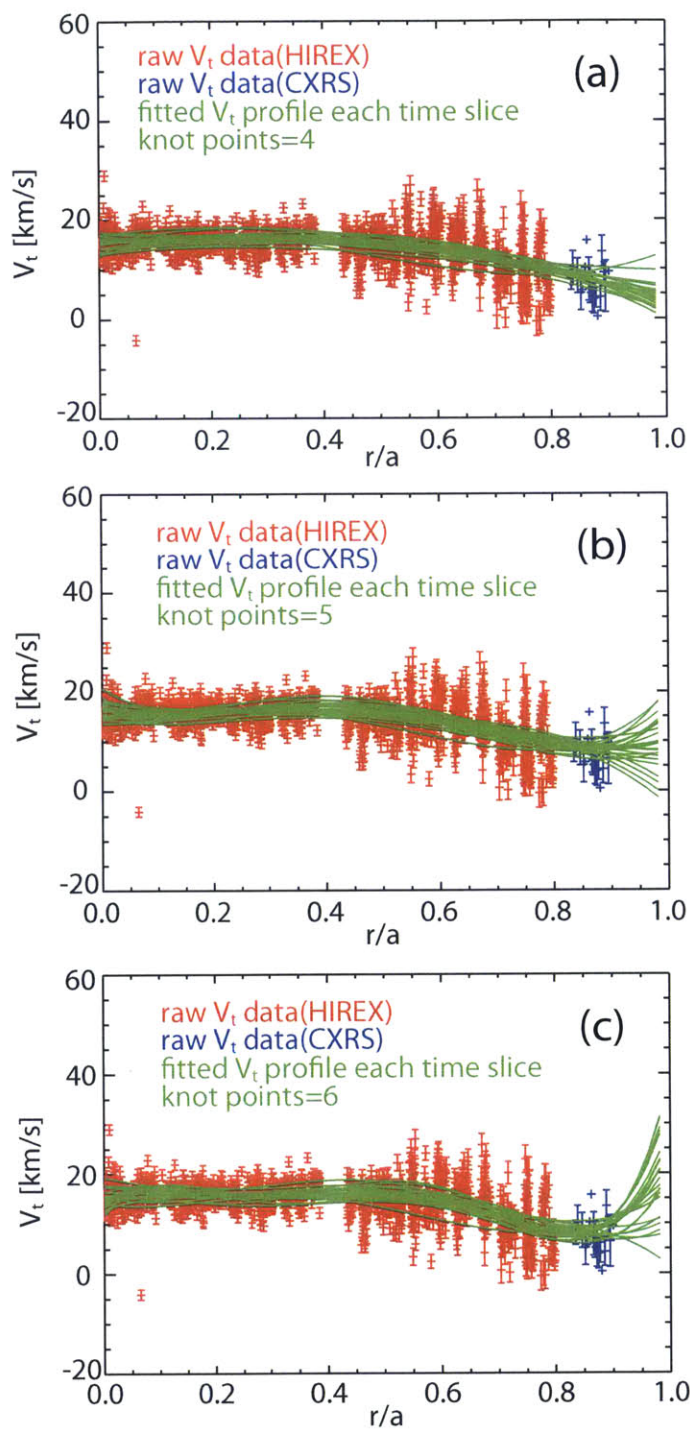 60
raw Vt data(HIREX)
(a)
raw Vt data(CXRS)
fitted Vt profile each time slice
40
knot points=4
Vt [km/s]
20
0
-20
0.0 0.2 0.4 0.6 0.8 1.0
r/a
60
raw Vt data(HIREX)
(b)
raw Vt data(CXRS)
fitted Vt profile each time slice
40
knot points=5
Vt [km/s]
20
0
-20
0.0 0.2 0.4 0.6 0.8 1.0
r/a
60
raw Vt data(HIREX)
(c)
raw Vt data(CXRS)
fitted Vt profile each time slice
40
knot points=6
Vt [km/s]
20
0
-20
0.0 0.2 0.4 0.6 0.8 1.0
r/a